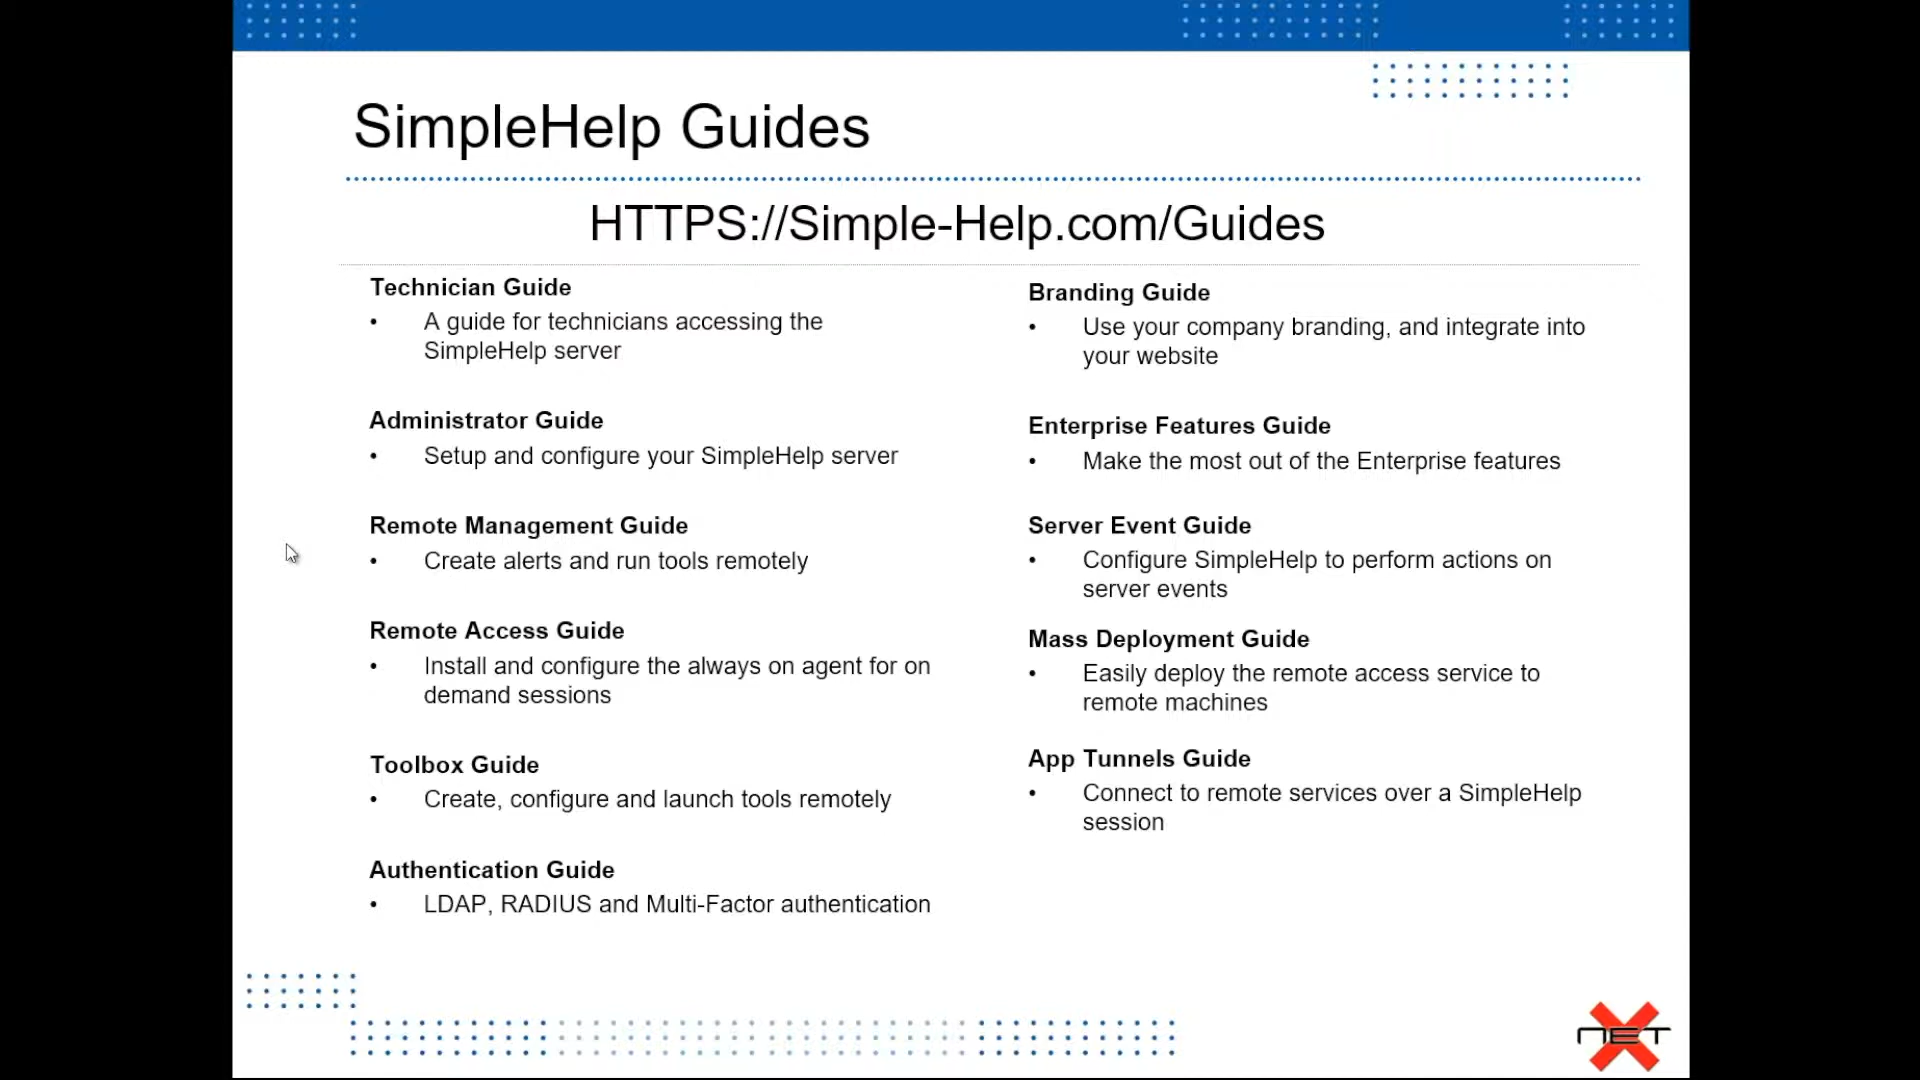 SimpleHelp Guides
HTTPS://Simple-Help.com/Guides
Technician Guide
• A guide for technicians accessing the
SimpleHelp server
Administrator Guide
• Setup and configure your SimpleHelp server
Remote Management Guide
• Create alerts and run tools remotely
Remote Access Guide
• Install and configure the always on agent for on
demand sessions
Toolbox Guide
• Create, configure and launch tools remotely
Authentication Guide
• LDAP, RADIUS and Multi-Factor authentication
Branding Guide
• Use your company branding, and integrate into
your website
Enterprise Features Guide
• Make the most out of the Enterprise features
Server Event Guide
• Configure SimpleHelp to perform actions on
server events
Mass Deployment Guide
• Easily deploy the remote access service to
remote machines
App Tunnels Guide
• Connect to remote services over a SimpleHelp
session
NET